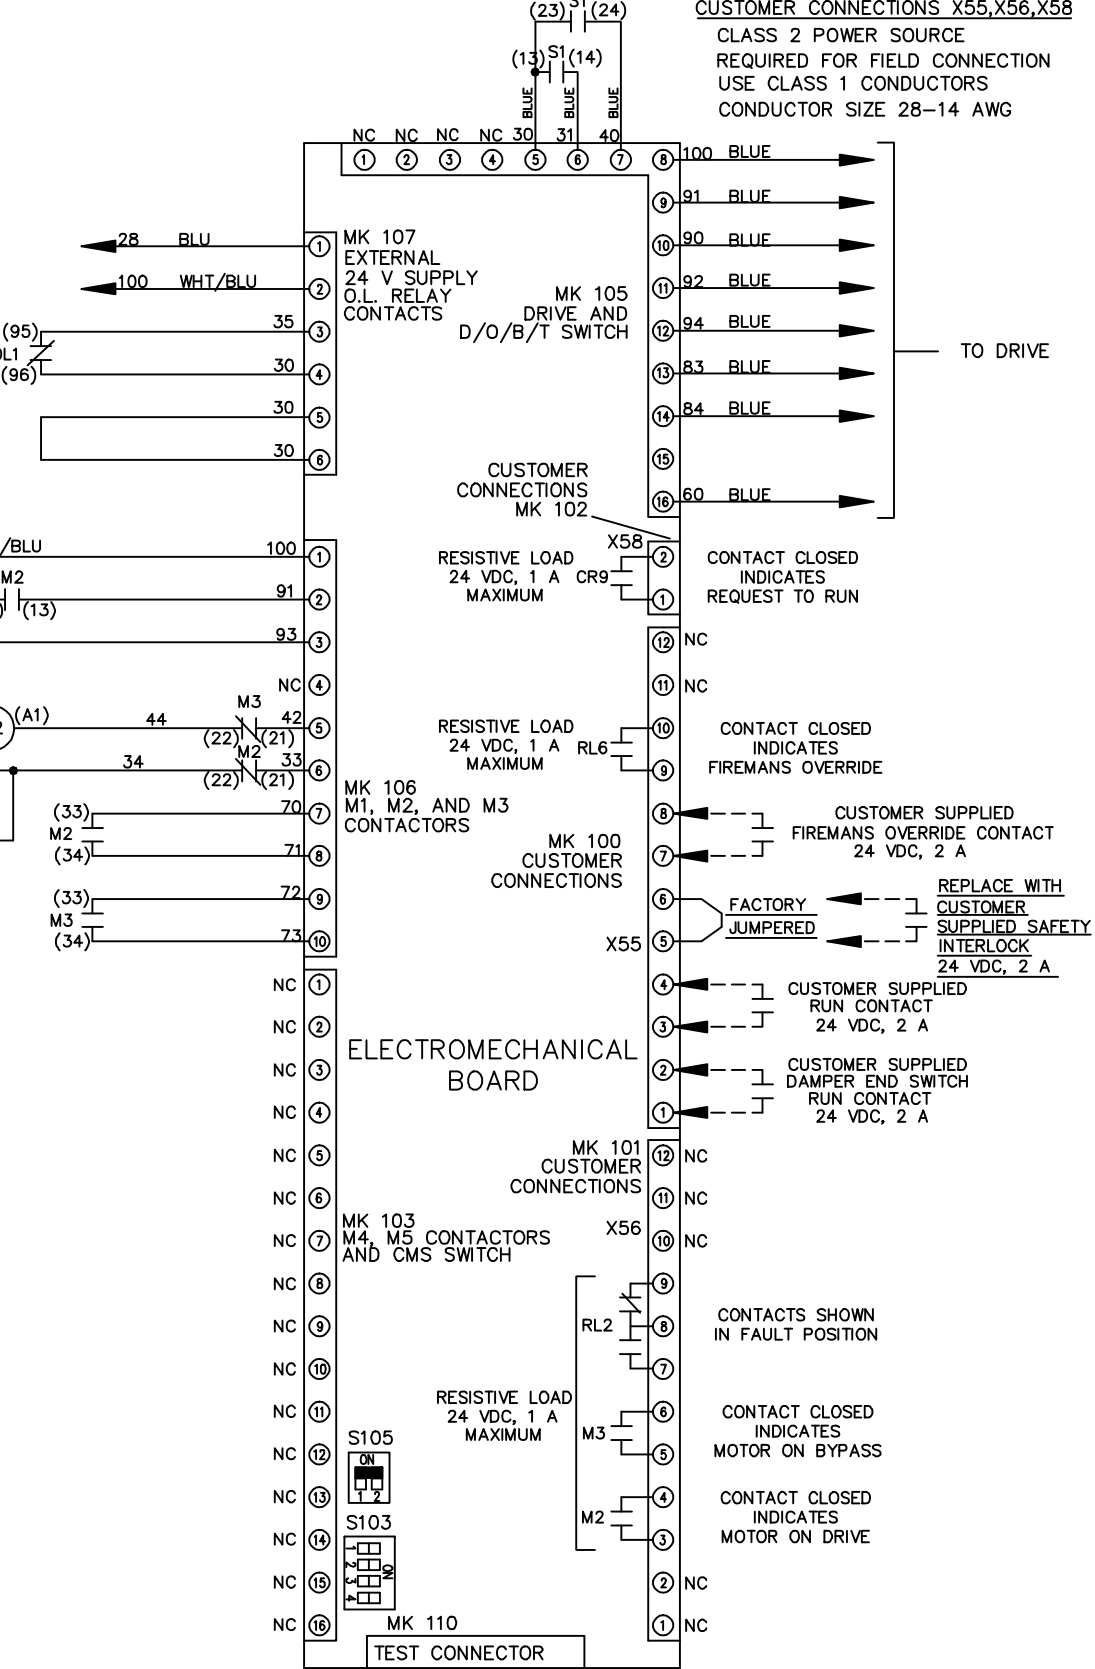 CUSTOMER CONNECTIONS X55,X56,X58
CLASS 2 POWER SOURCE
REQUIRED FOR FIELD CONNECTION
USE CLASS 1 CONDUCTORS
CONDUCTOR SIZE 28–14 AWG
(23) (24)
(13) S1 (14)
BLUE BLUE BLUE
NC NC NC NC 30 31 40
1 2 3 4 5 6 7 8 100 BLUE
9 91 BLUE
10 90 BLUE
11 92 BLUE
12 94 BLUE
13 83 BLUE
14 84 BLUE
15
16 60 BLUE
TO DRIVE
MK 105
DRIVE AND
D/O/B/T SWITCH
28 BLU 1
100 WHT/BLU 2
(95) 35 3
OL1
(96) 30 4
30 5
30 6
MK 107
EXTERNAL
24 V SUPPLY
O.L. RELAY
CONTACTS
CUSTOMER
CONNECTIONS
MK 102
X58
RESISTIVE LOAD
24 VDC, 1 A
MAXIMUM
CR9
2
1
CONTACT CLOSED
INDICATES
REQUEST TO RUN
/BLU 100 1
M2
(13) 91 2
93 3
NC 4
2 (A1) 44 (22) M3 (21) 42 5
34 (22) M2 (21) 33 6
(33) 70 7
M2
(34) 71 8
(33) 72 9
M3
(34) 73 10
MK 106
M1, M2, AND M3
CONTACTORS
12 NC
11 NC
10
9
RESISTIVE LOAD
24 VDC, 1 A
MAXIMUM
RL6
CONTACT CLOSED
INDICATES
FIREMANS OVERRIDE
MK 100
CUSTOMER
CONNECTIONS
X55
8
7
CUSTOMER SUPPLIED
FIREMANS OVERRIDE CONTACT
24 VDC, 2 A
6
5
FACTORY
JUMPERED
REPLACE WITH
CUSTOMER
SUPPLIED SAFETY
INTERLOCK
24 VDC, 2 A
4
3
CUSTOMER SUPPLIED
RUN CONTACT
24 VDC, 2 A
2
1
CUSTOMER SUPPLIED
DAMPER END SWITCH
RUN CONTACT
24 VDC, 2 A
ELECTROMECHANICAL
BOARD
NC 1
NC 2
NC 3
NC 4
NC 5
NC 6
NC 7
NC 8
NC 9
NC 10
NC 11
NC 12
NC 13
NC 14
NC 15
NC 16
MK 103
M4, M5 CONTACTORS
AND CMS SWITCH
MK 101
CUSTOMER
CONNECTIONS
X56
12 NC
11 NC
10 NC
9
RL2 8
7
CONTACTS SHOWN
IN FAULT POSITION
RESISTIVE LOAD
24 VDC, 1 A
MAXIMUM
M3
6
5
CONTACT CLOSED
INDICATES
MOTOR ON BYPASS
M2
4
3
CONTACT CLOSED
INDICATES
MOTOR ON DRIVE
2 NC
1 NC
S105
ON
1 2
S103
1
2
3
4
ON
MK 110
TEST CONNECTOR